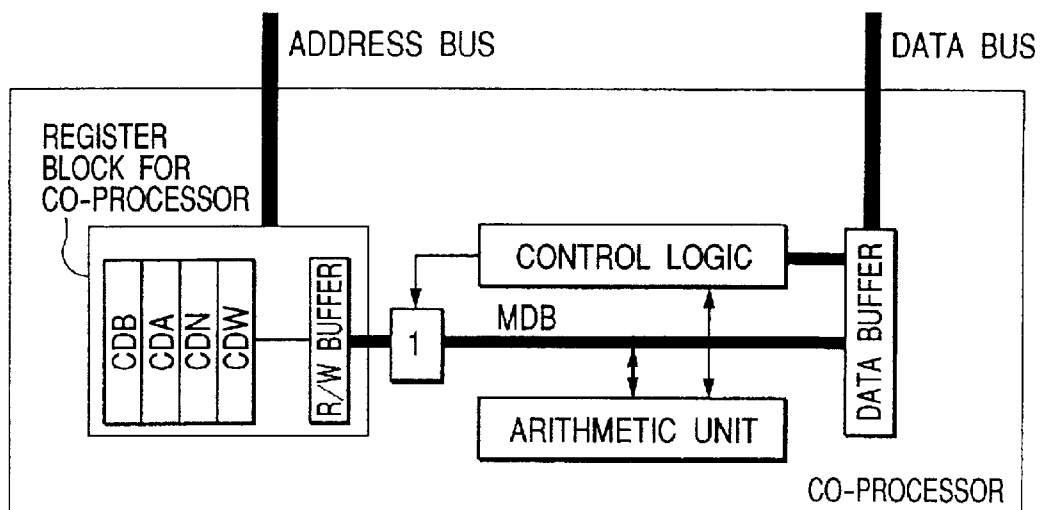 ADDRESS BUS
DATA BUS
REGISTER
BLOCK FOR
CO-PROCESSOR
CDB
CDA
CDN
CDW
R/W BUFFER
1
CONTROL LOGIC
MDB
ARITHMETIC UNIT
DATA BUFFER
CO-PROCESSOR